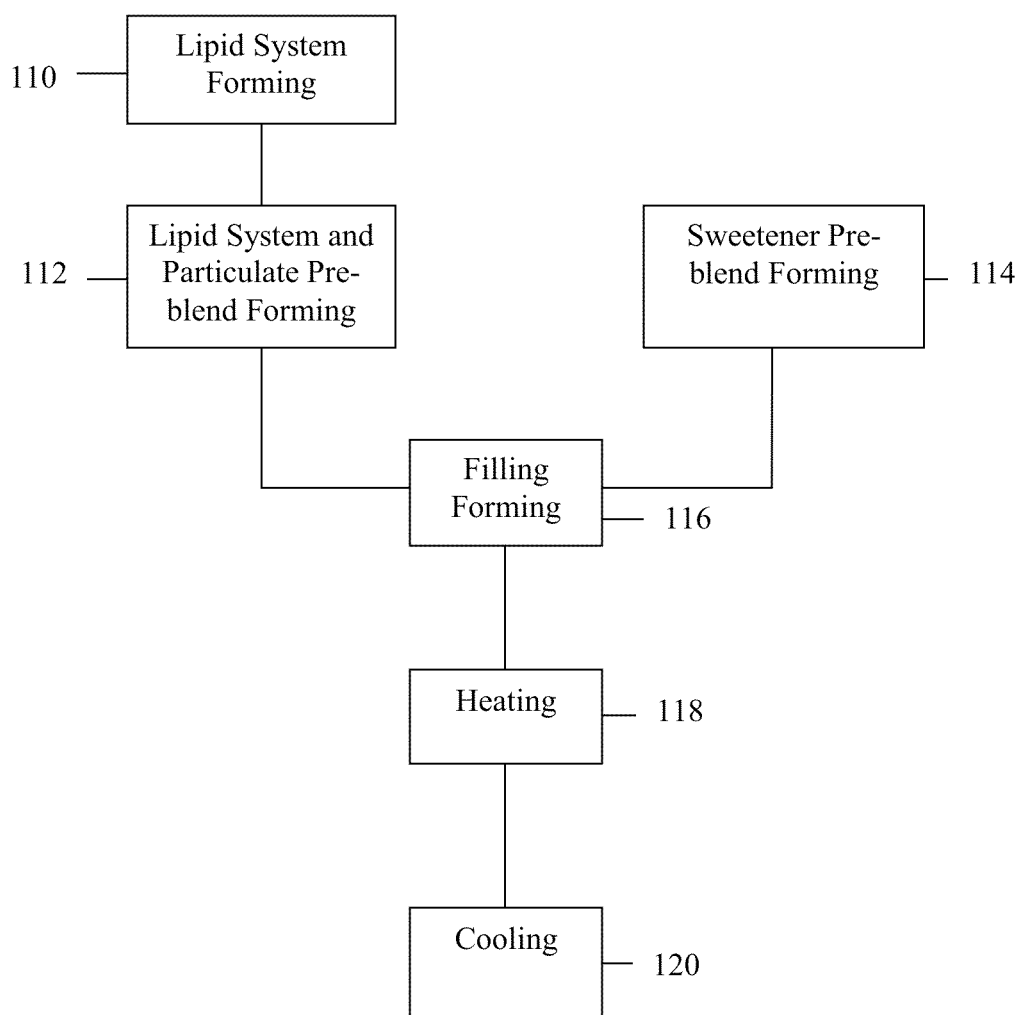 Lipid System
Forming
110
Lipid System and
Particulate Pre-
blend Forming
112
Sweetener Pre-
blend Forming
114
Filling
Forming
116
Heating
118
Cooling
120